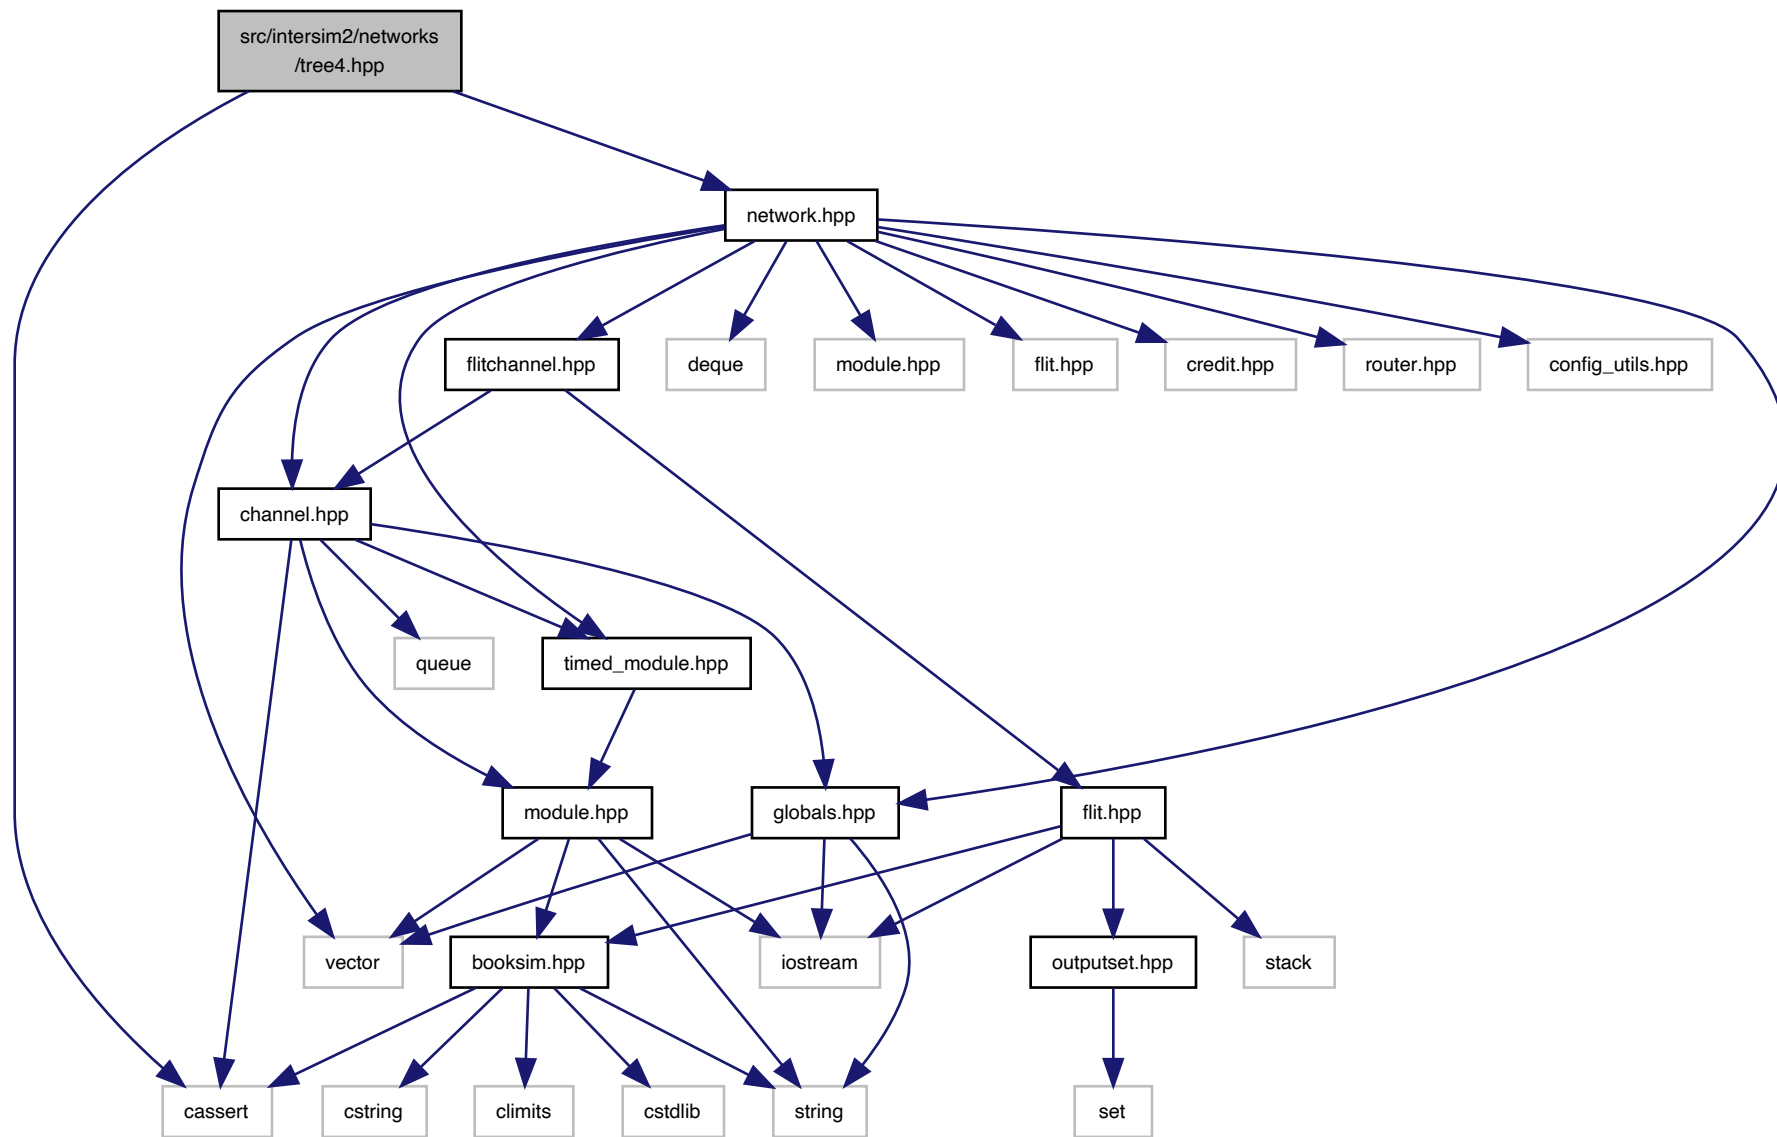 src/intersim2/networks
/tree4.hpp
network.hpp
flitchannel.hpp
deque
module.hpp
flit.hpp
credit.hpp
router.hpp
config_utils.hpp
channel.hpp
queue
timed_module.hpp
module.hpp
globals.hpp
flit.hpp
vector
booksim.hpp
iostream
outputset.hpp
stack
cassert
cstring
climits
cstdlib
string
set